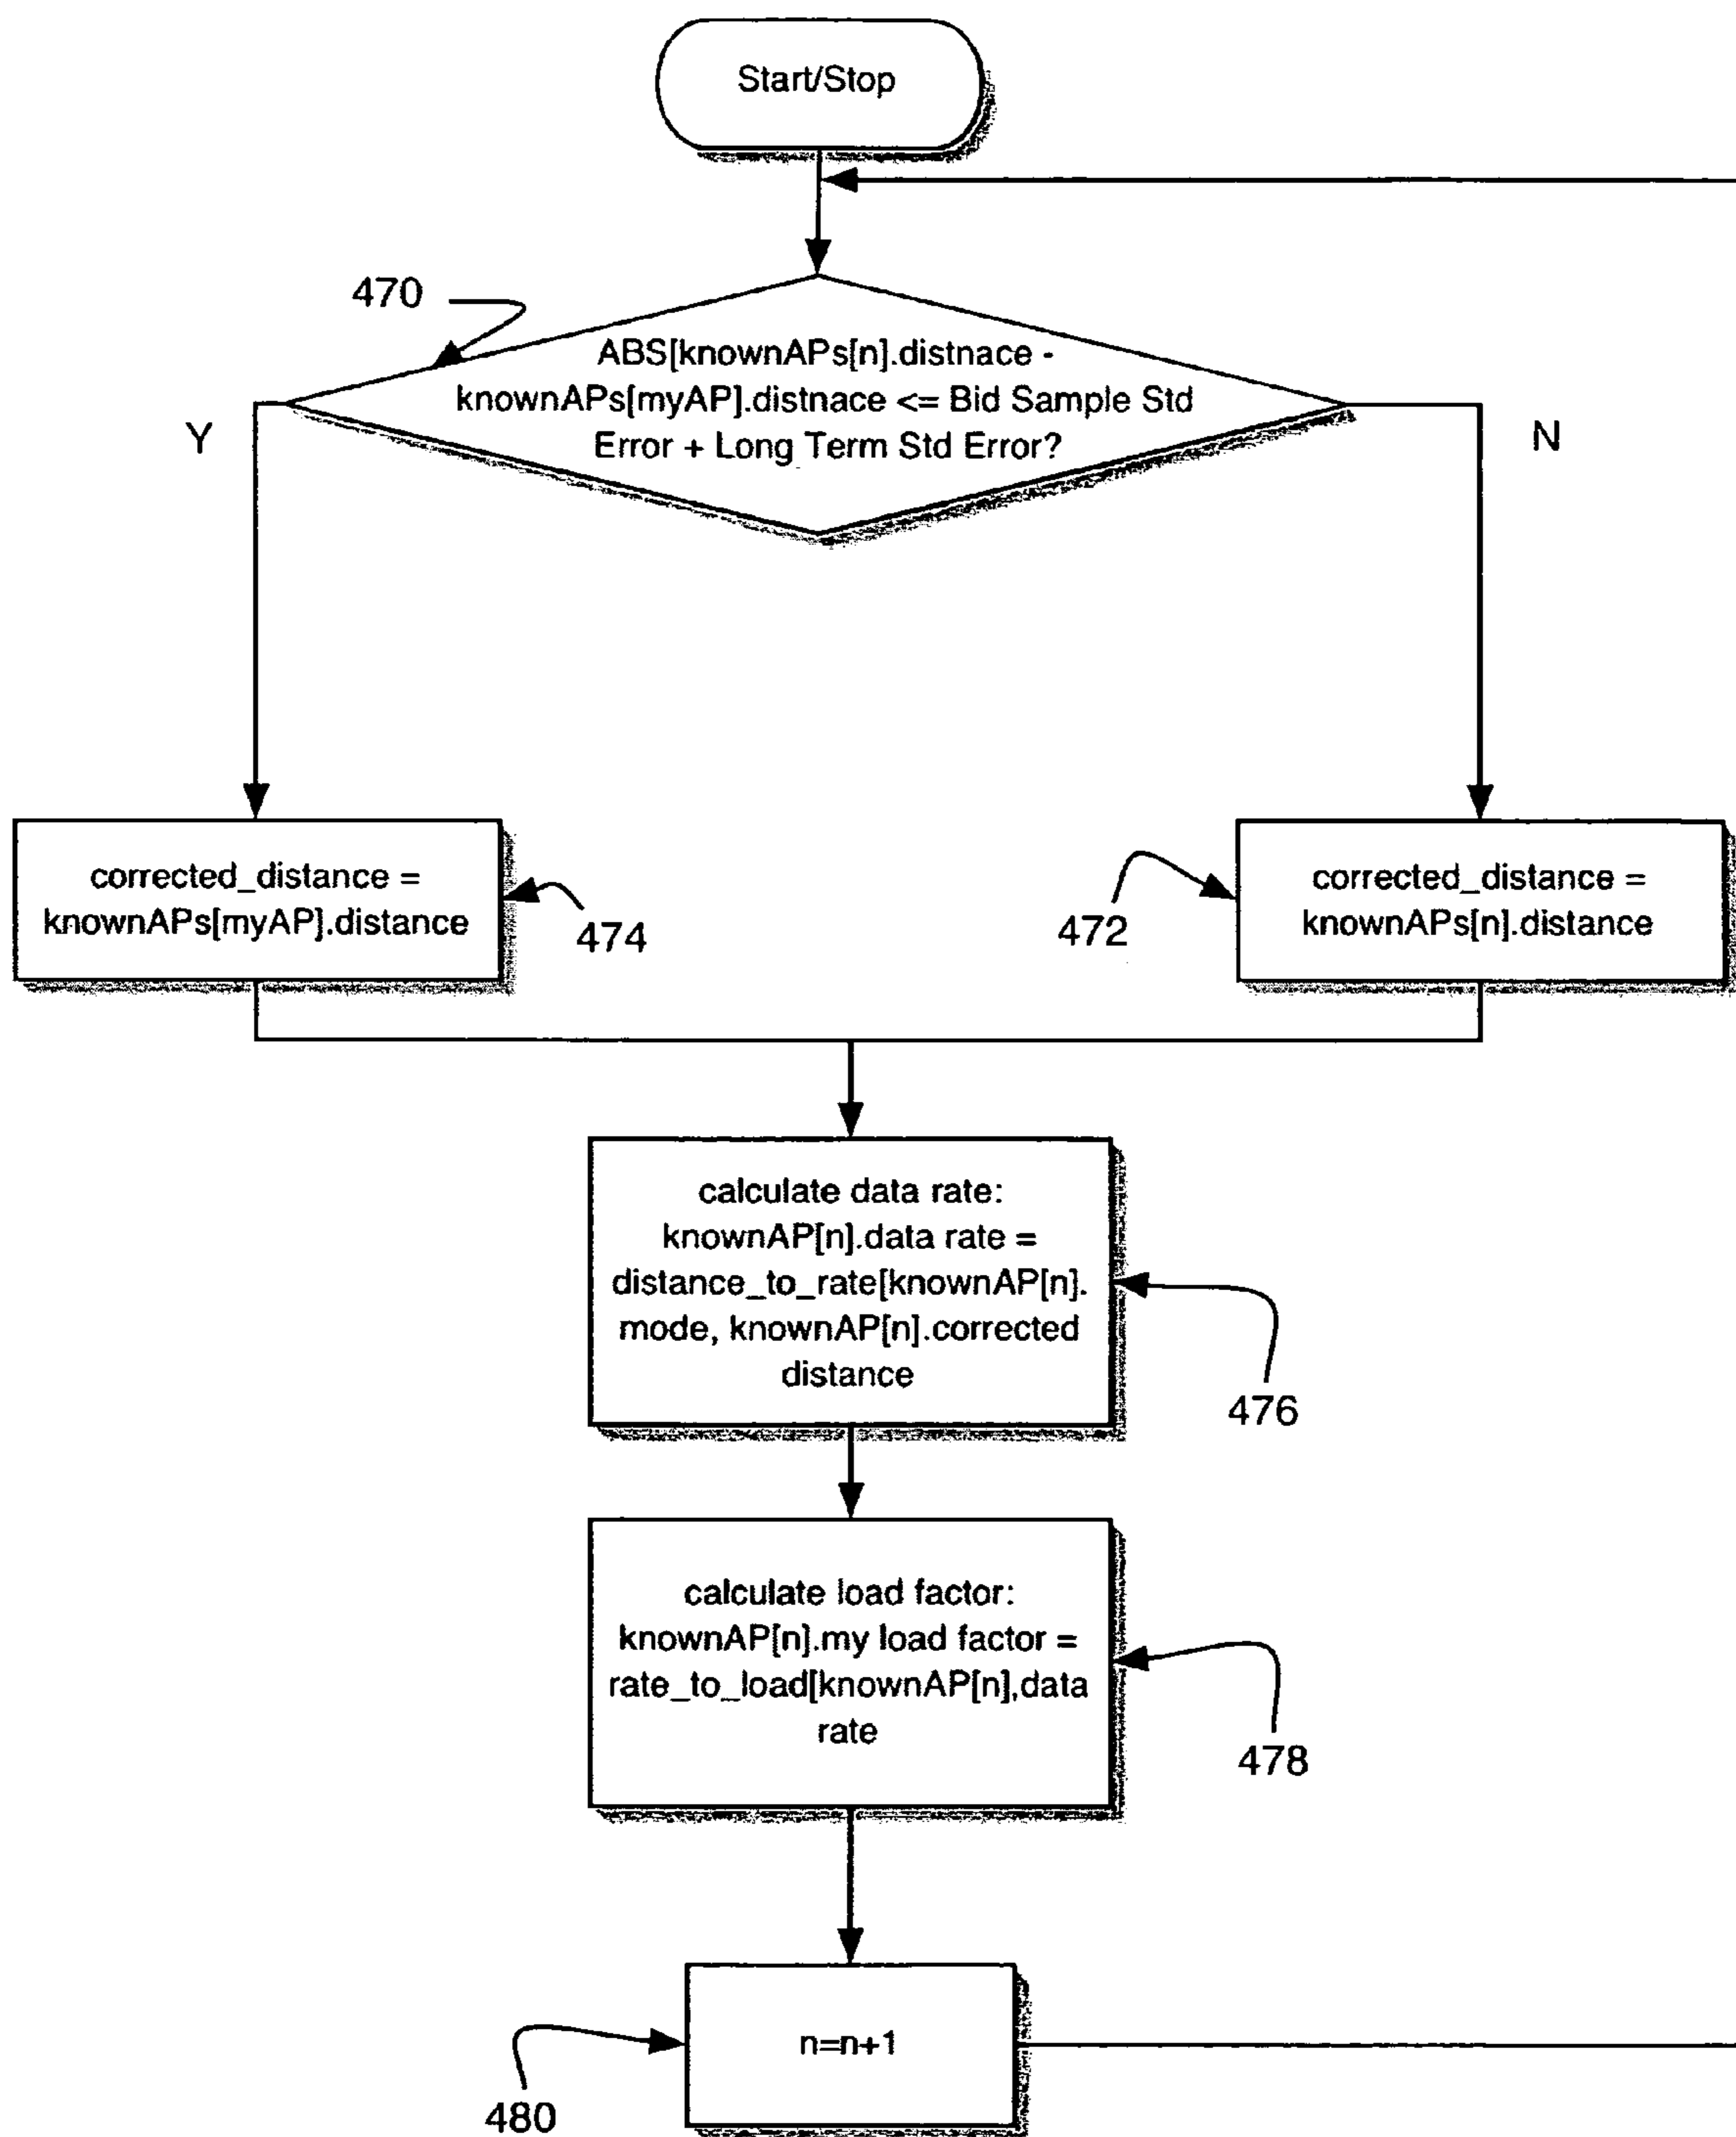 Start/Stop
470
ABS[knownAPs[n].distnace -
knownAPs[myAP].distnace <= Bid Sample Std
Error + Long Term Std Error?
Y
N
corrected_distance =
knownAPs[myAP].distance
474
472
corrected_distance =
knownAPs[n].distance
calculate data rate:
knownAP[n].data rate =
distance_to_rate[knownAP[n].
mode, knownAP[n].corrected
distance
476
calculate load factor:
knownAP[n].my load factor =
rate_to_load[knownAP[n],data
rate
478
n=n+1
480